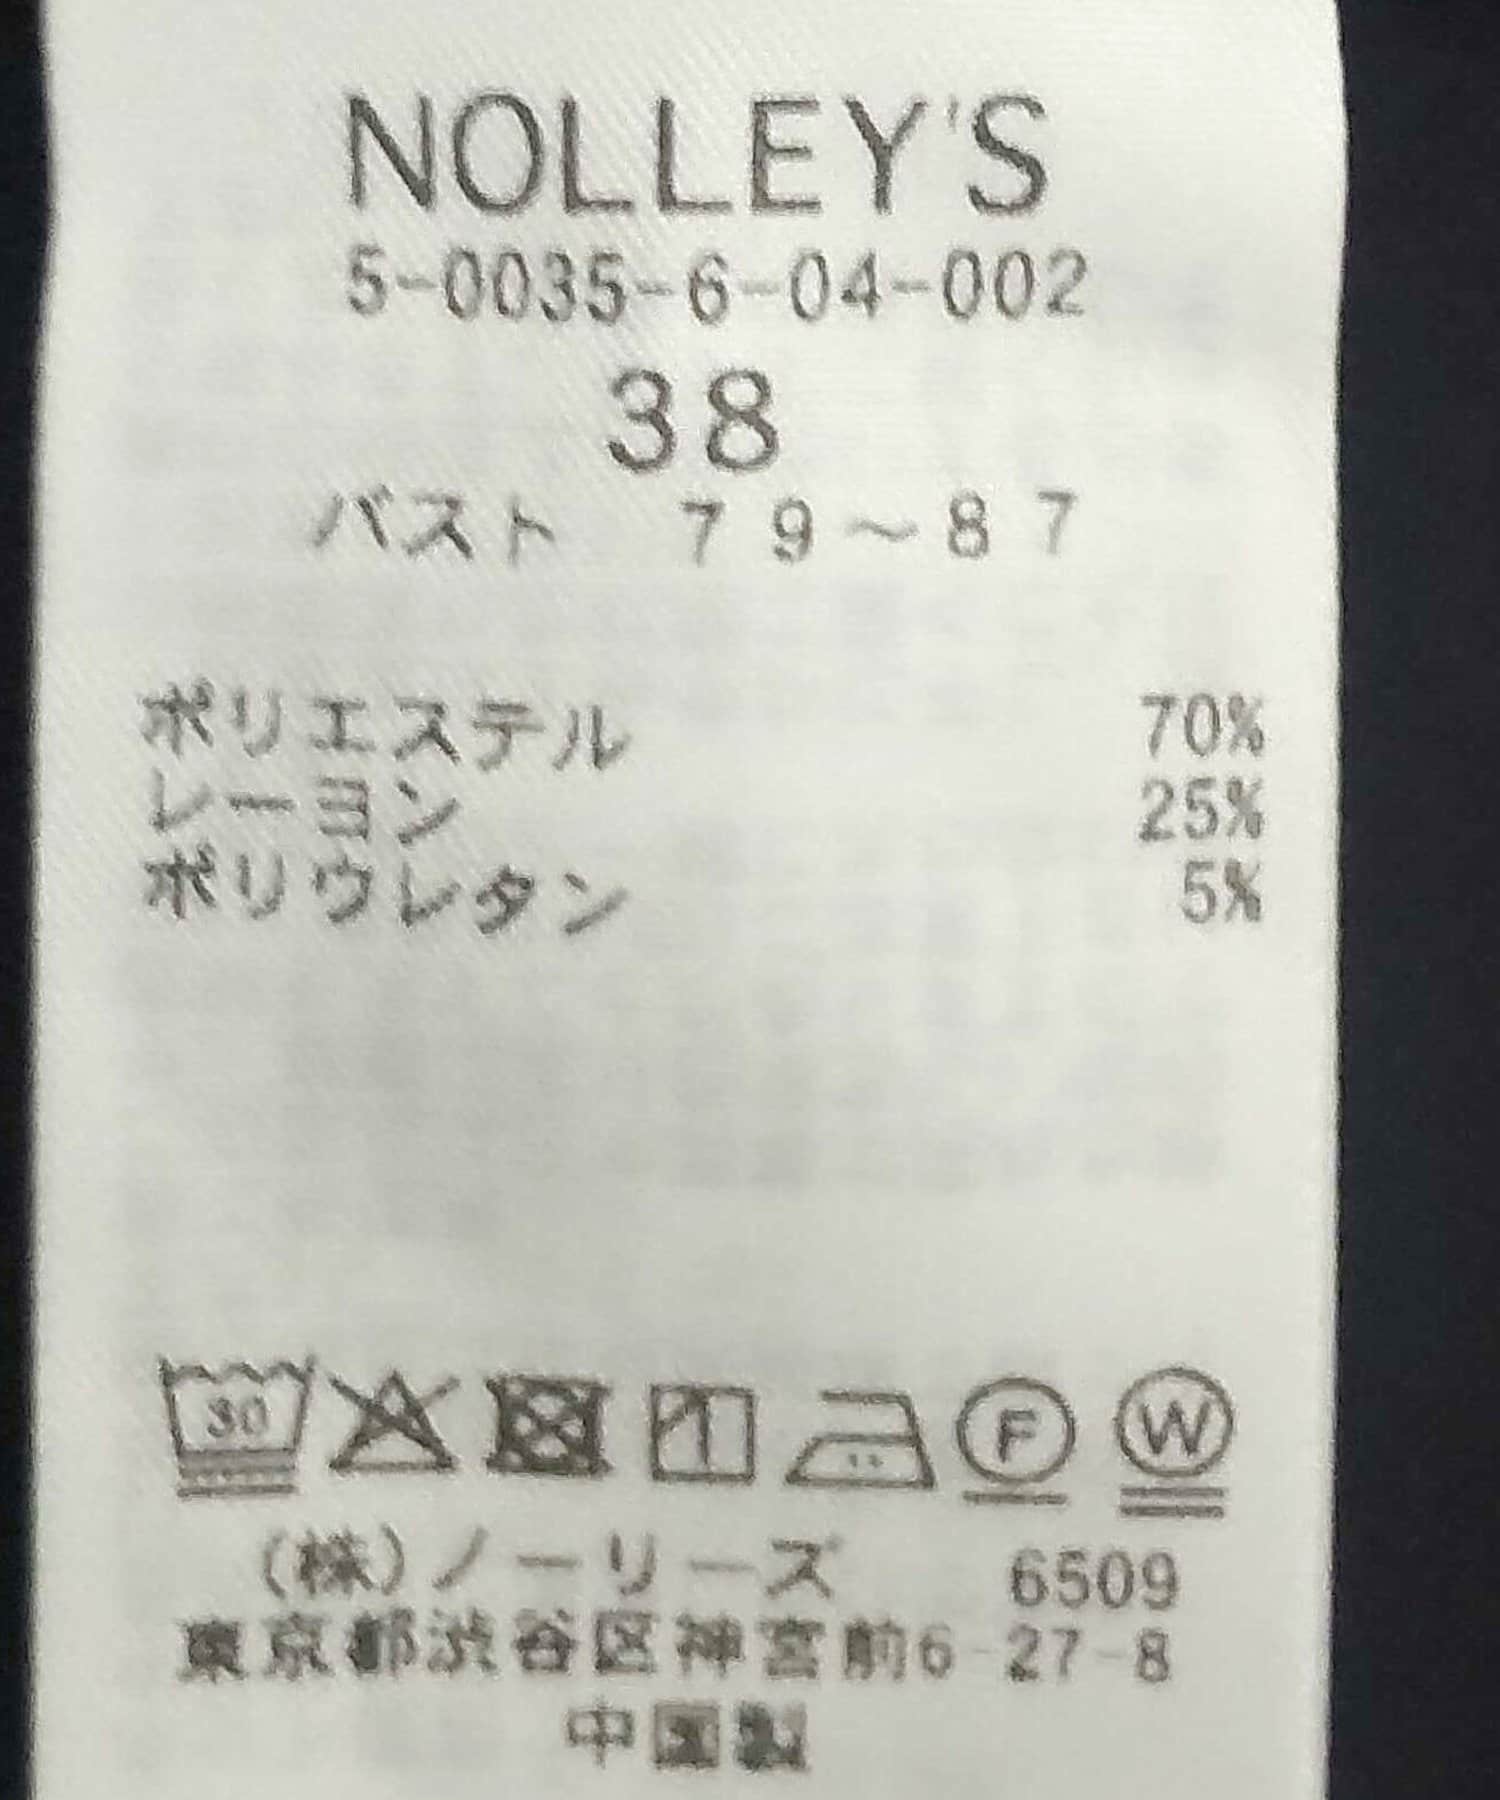 NOLLEY'S
5-0035-6-04-002
38
バスト 79～87
ポリエステル 70%
レーヨン 25%
ポリウレタン 5%
30 F W
(株)ノーリーズ 6509
東京都渋谷区神宮前6-27-8
中国製